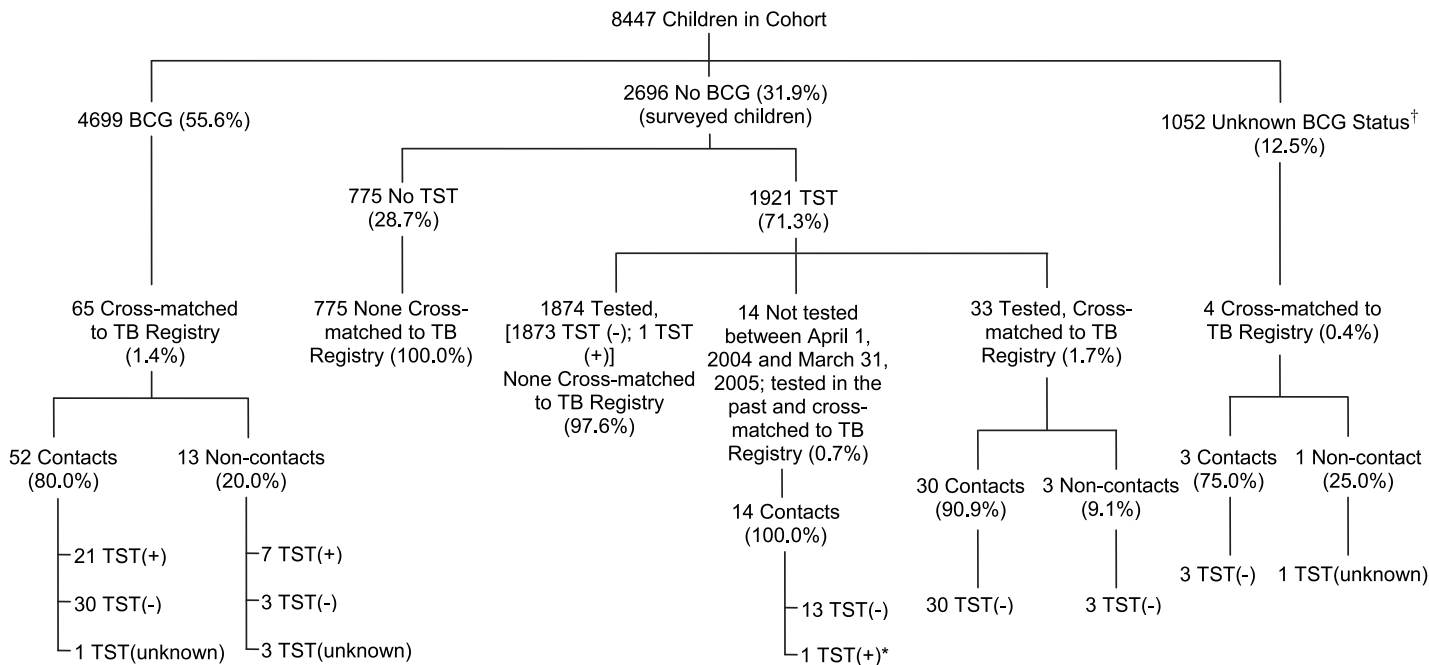 8447 Children in Cohort
4699 BCG (55.6%)
2696 No BCG (31.9%)
(surveyed children)
1052 Unknown BCG Status†
(12.5%)
775 No TST
(28.7%)
1921 TST
(71.3%)
65 Cross-matched
to TB Registry
(1.4%)
775 None Cross-
matched to TB
Registry (100.0%)
1874 Tested,
[1873 TST (-); 1 TST
(+)]
None Cross-matched
to TB Registry
(97.6%)
14 Not tested
between April 1,
2004 and March 31,
2005; tested in the
past and cross-
matched to TB
Registry (0.7%)
33 Tested, Cross-
matched to TB
Registry
(1.7%)
4 Cross-matched to
TB Registry (0.4%)
52 Contacts
(80.0%)
13 Non-contacts
(20.0%)
14 Contacts
(100.0%)
30 Contacts
(90.9%)
3 Non-contacts
(9.1%)
3 Contacts
(75.0%)
1 Non-contact
(25.0%)
21 TST(+)
30 TST(-)
1 TST(unknown)
7 TST(+)
3 TST(-)
3 TST(unknown)
13 TST(-)
1 TST(+)*
30 TST(-)
3 TST(-)
3 TST(-)
1 TST(unknown)